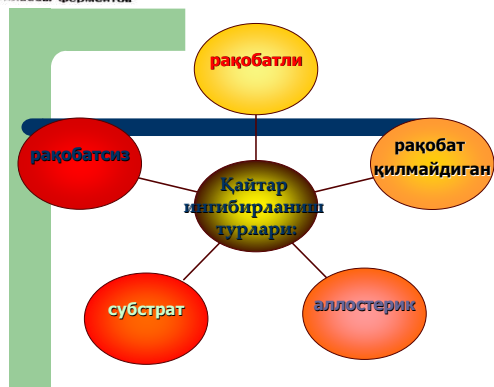 рақобатли
рақобатсиз
рақобат
қилмайдиган
Қайтар
ингибирланиш
турлари:
субстрат
аллостерик